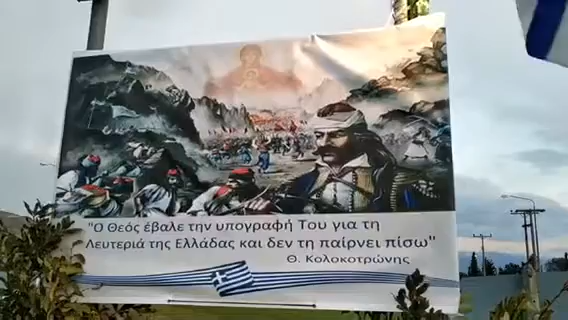 "Ο Θεός έβαλε την υπογραφή Του για τη
Λευτεριά της Ελλάδας και δεν τη παίρνει πίσω"
Θ. Κολοκοτρώνης